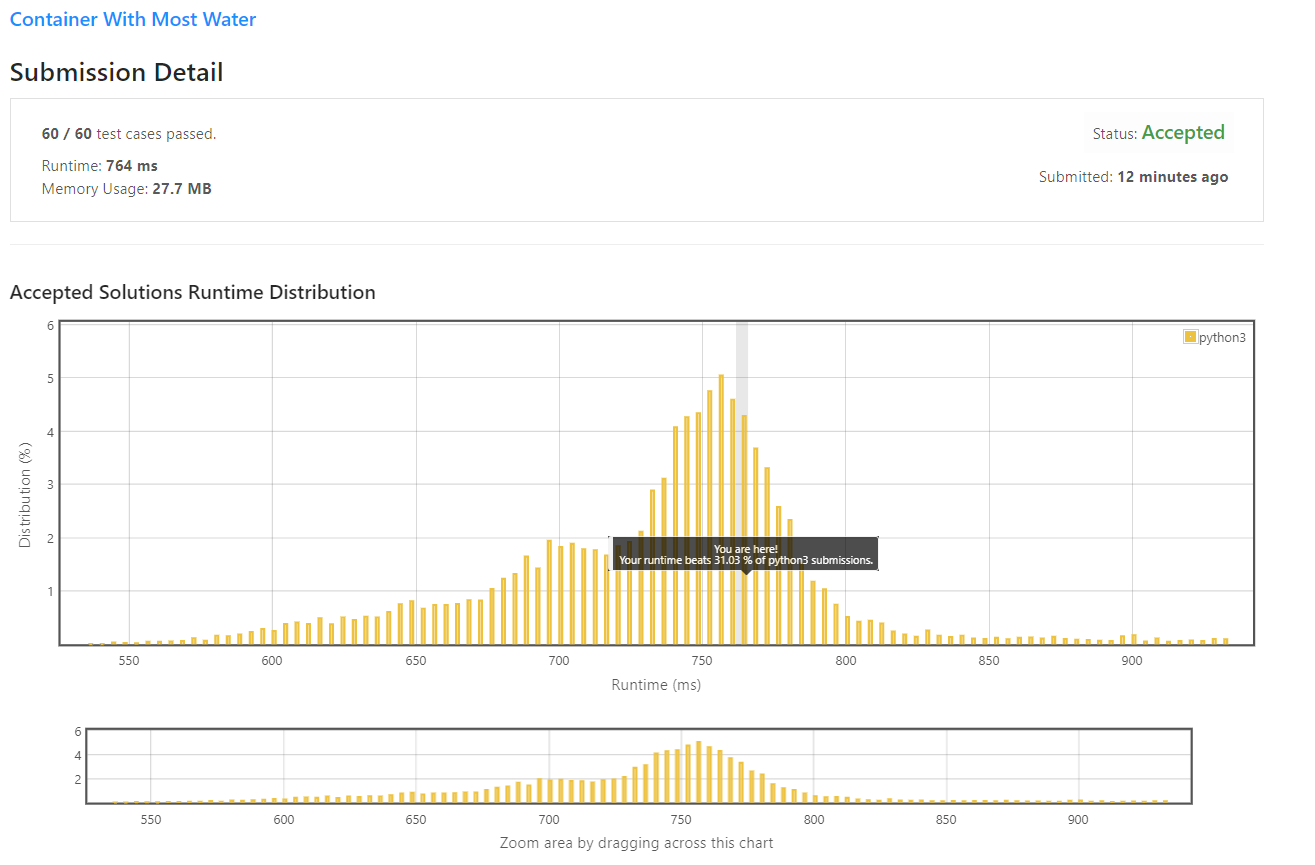 Container With Most Water
Submission Detail
60 / 60 test cases passed.
Status: Accepted
Runtime: 764 ms
Submitted: 12 minutes ago
Memory Usage: 27.7 MB
Accepted Solutions Runtime Distribution
6
python3
5
4
3
2
1
Distribution (%)
You are here!
Your runtime beats 31.03 % of python3 submissions.
550 600 650 700 750 800 850 900
Runtime (ms)
6
4
2
550 600 650 700 750 800 850 900
Zoom area by dragging across this chart